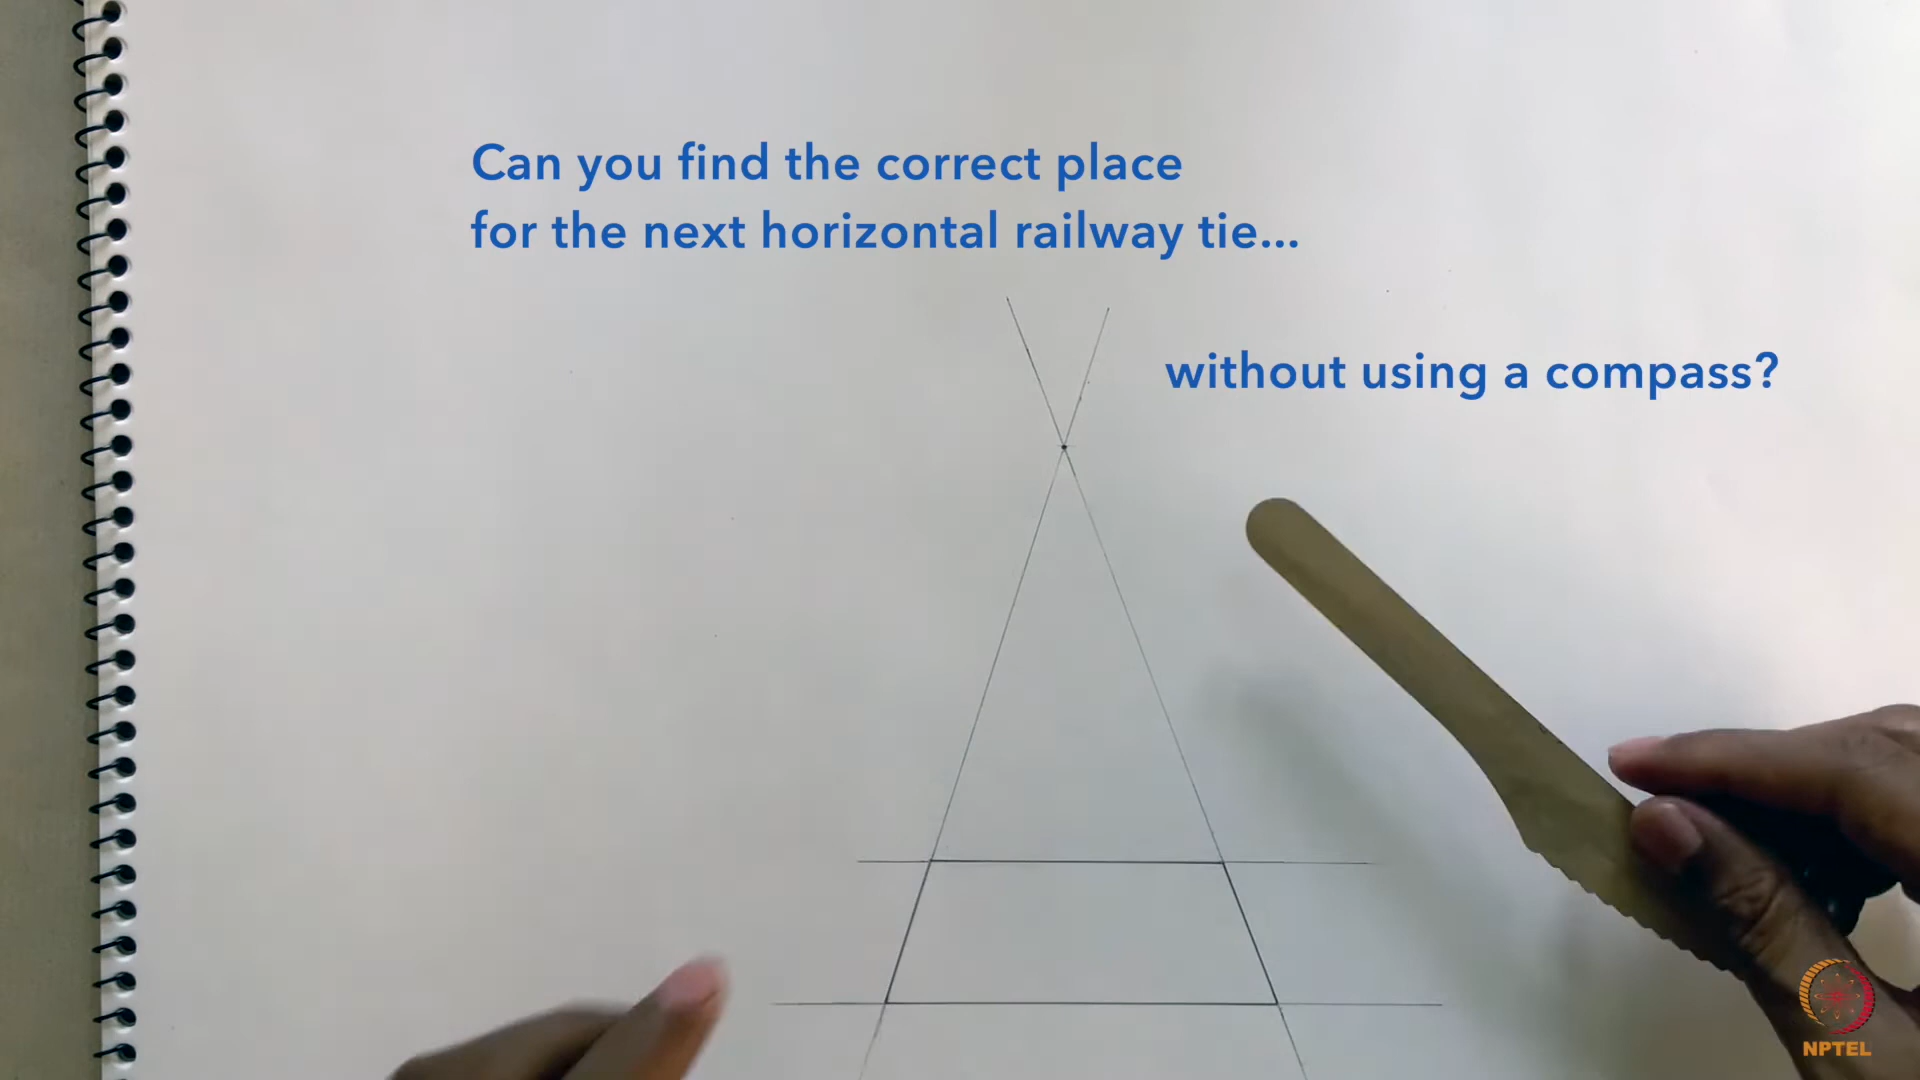 Can you find the correct place
for the next horizontal railway tie...
without using a compass?
NPTEL